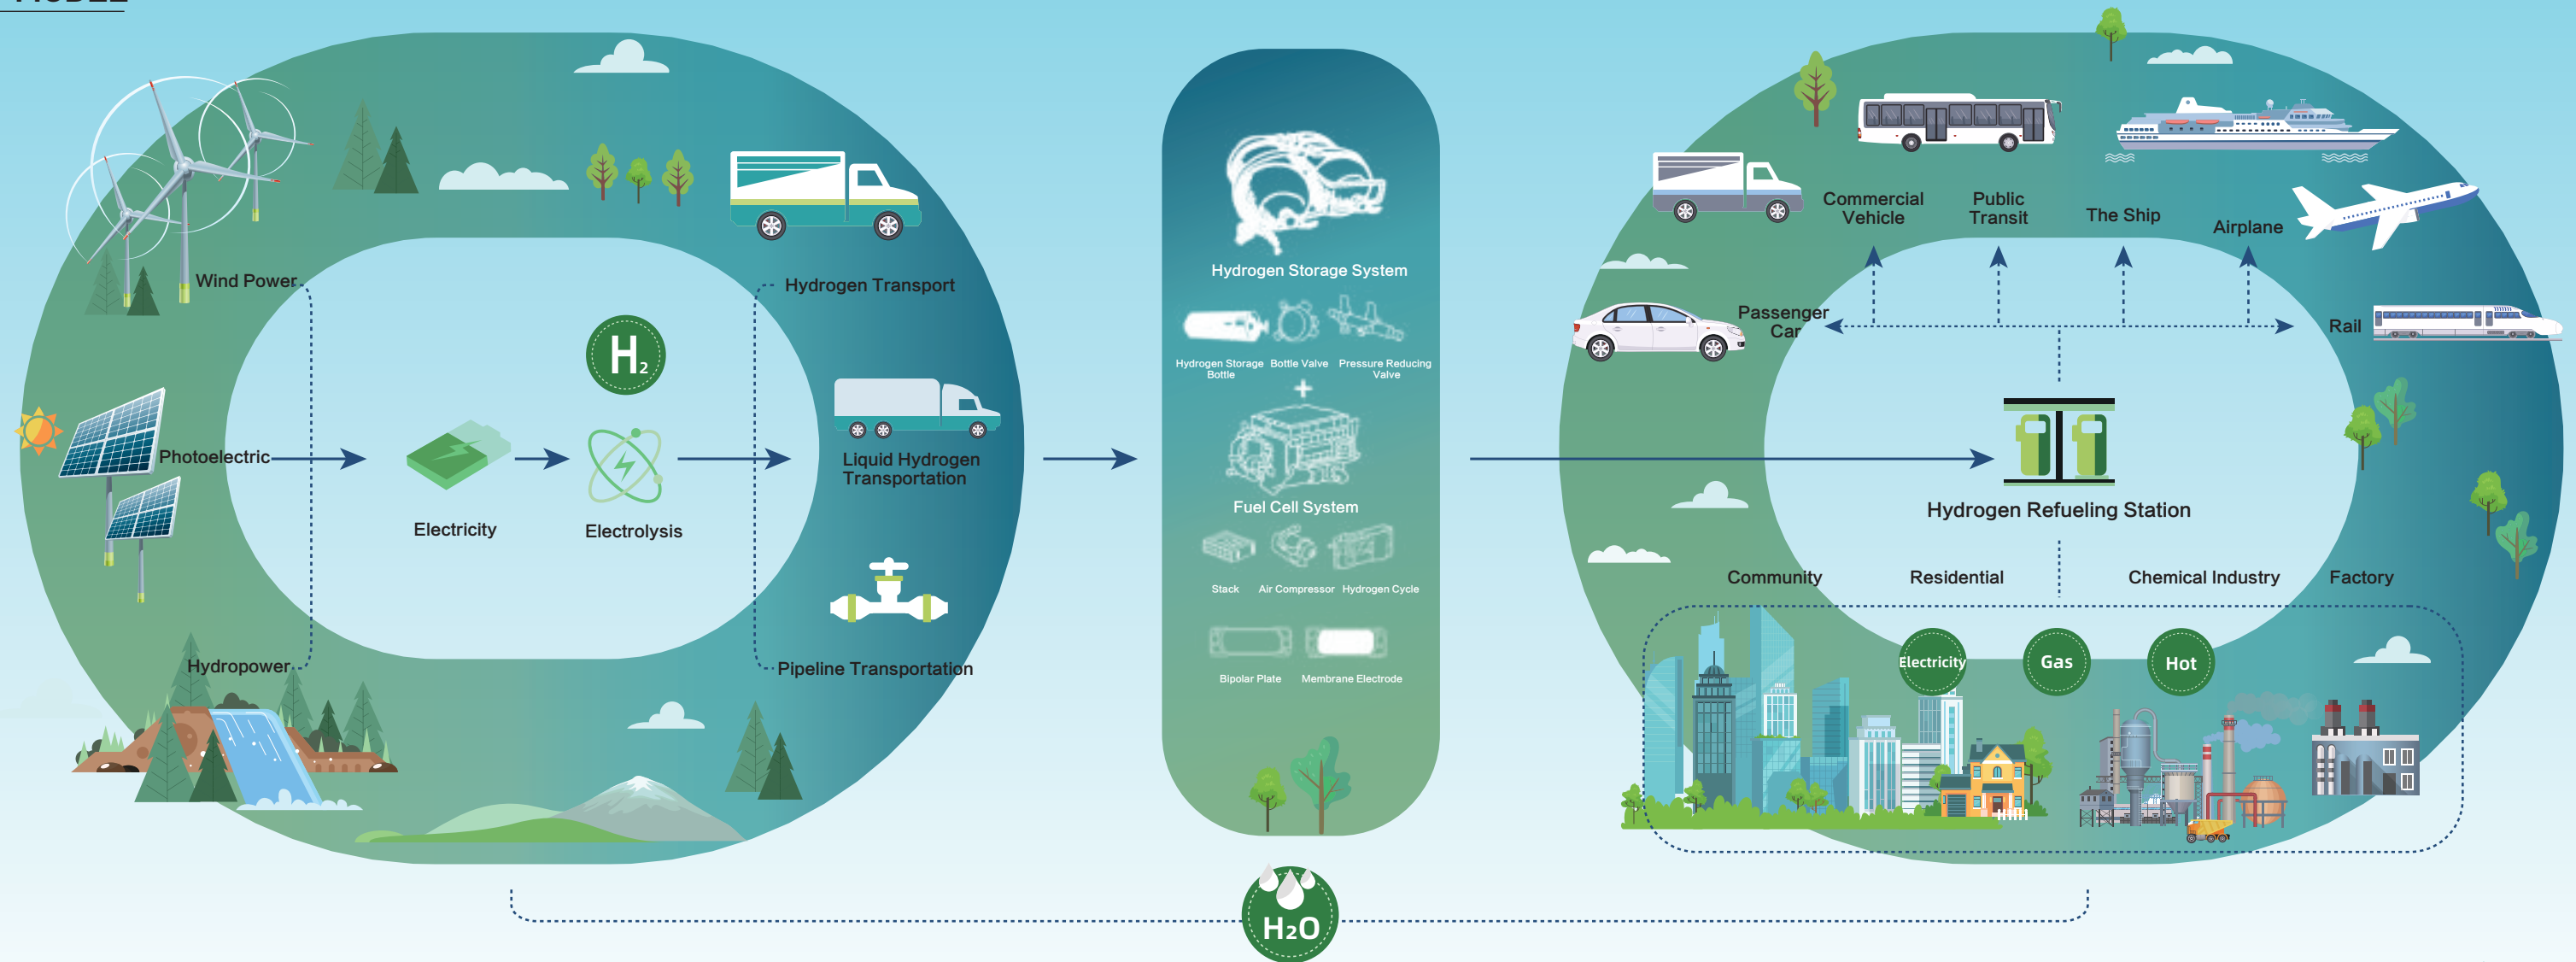 Wind Power
Photoelectric
Hydropower
Electricity
H₂
Electrolysis
Hydrogen Transport
Liquid Hydrogen
Transportation
Pipeline Transportation
Hydrogen Storage System
Hydrogen Storage
Bottle
Bottle Valve
Pressure Reducing
Valve
+
Fuel Cell System
Stack
Air Compressor
Hydrogen Cycle
Bipolar Plate
Membrane Electrode
Commercial
Vehicle
Public
Transit
The Ship
Airplane
Passenger
Car
Rail
Hydrogen Refueling Station
Community
Residential
Chemical Industry
Factory
Electricity
Gas
Hot
H₂O